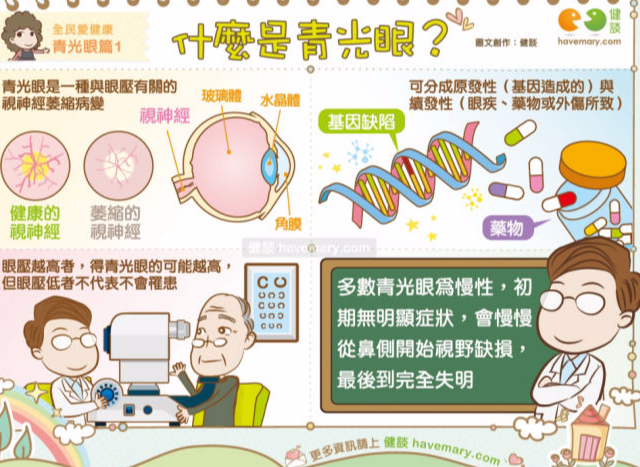 全民愛健康
青光眼篇1
什麼是青光眼？
圖文創作：健談
健談
havemary.com
青光眼是一種與眼壓有關的
視神經萎縮病變
視神經
玻璃體
水晶體
角膜
健康的
視神經
萎縮的
視神經
可分成原發性（基因造成的）與
續發性（眼疾、藥物或外傷所致）
基因缺陷
藥物
健談 havemary.com
眼壓越高者，得青光眼的可能越高，
但眼壓低者不代表不會罹患
多數青光眼為慢性，初
期無明顯症狀，會慢慢
從鼻側開始視野缺損，
最後到完全失明
更多資訊請上 健談 havemary.com